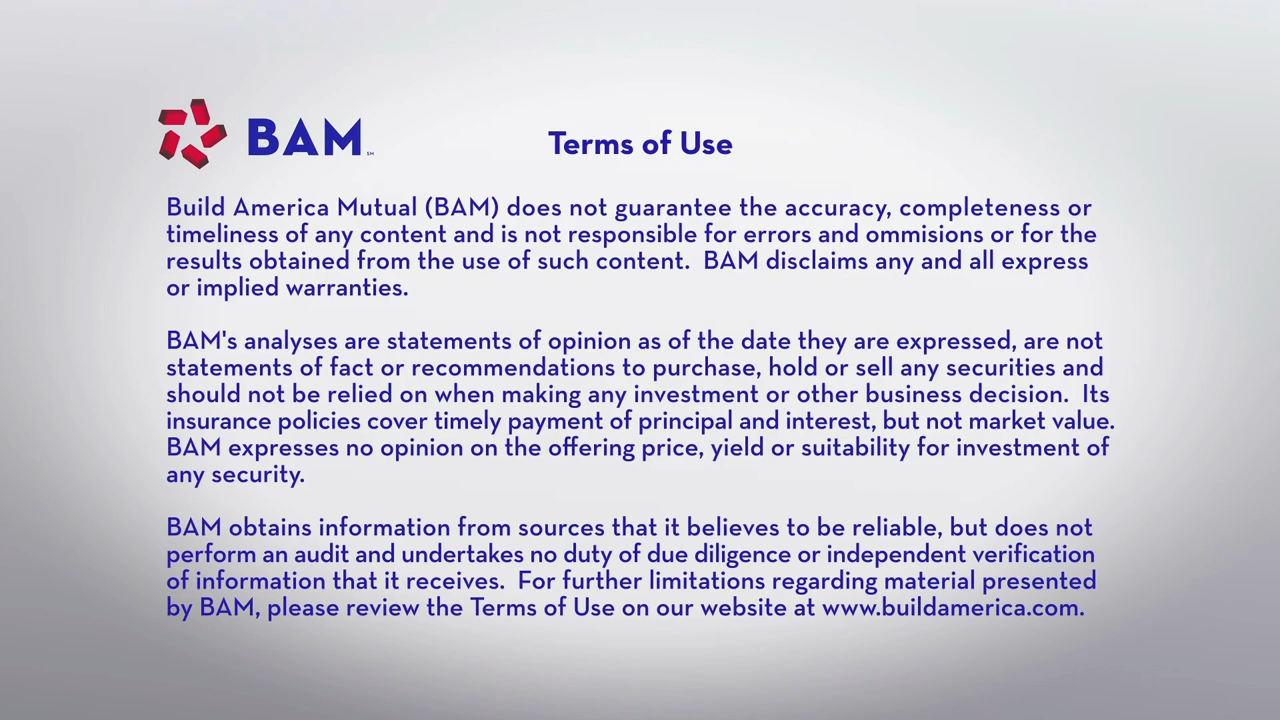 BAM
SM
Terms of Use
Build America Mutual (BAM) does not guarantee the accuracy, completeness or
timeliness of any content and is not responsible for errors and ommisions or for the
results obtained from the use of such content.  BAM disclaims any and all express
or implied warranties.
BAM's analyses are statements of opinion as of the date they are expressed, are not
statements of fact or recommendations to purchase, hold or sell any securities and
should not be relied on when making any investment or other business decision.  Its
insurance policies cover timely payment of principal and interest, but not market value.
BAM expresses no opinion on the offering price, yield or suitability for investment of
any security.
BAM obtains information from sources that it believes to be reliable, but does not
perform an audit and undertakes no duty of due diligence or independent verification
of information that it receives.  For further limitations regarding material presented
by BAM, please review the Terms of Use on our website at www.buildamerica.com.